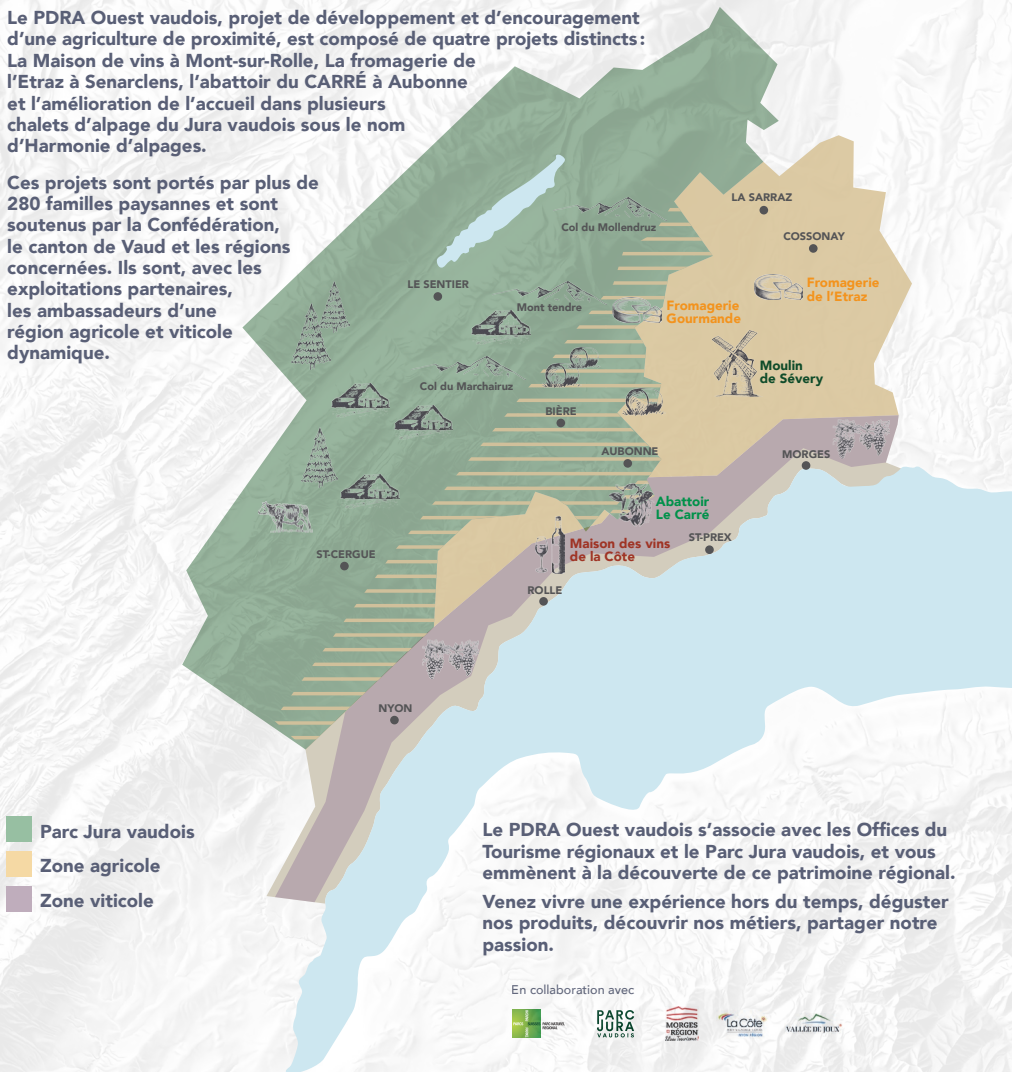 Le PDRA Ouest vaudois, projet de développement et d'encouragement
d'une agriculture de proximité, est composé de quatre projets distincts:
La Maison de vins à Mont-sur-Rolle, La fromagerie de
l'Etraz à Senarclens, l'abattoir du CARRÉ à Aubonne
et l'amélioration de l'accueil dans plusieurs
chalets d'alpage du Jura vaudois sous le nom
d'Harmonie d'alpages.
Ces projets sont portés par plus de
280 familles paysannes et sont
soutenus par la Confédération,
le canton de Vaud et les régions
concernées. Ils sont, avec les
exploitations partenaires,
les ambassadeurs d'une
région agricole et viticole
dynamique.
LA SARRAZ
Col du Mollendruz
COSSONAY
LE SENTIER
Fromagerie
de l'Etraz
Mont tendre
Fromagerie
Gourmande
Moulin
de Sévery
Col du Marchairuz
BIÈRE
AUBONNE
MORGES
Abattoir
Le Carré
ST-PREX
Maison des vins
de la Côte
ST-CERGUE
ROLLE
NYON
Parc Jura vaudois
Zone agricole
Zone viticole
Le PDRA Ouest vaudois s'associe avec les Offices du
Tourisme régionaux et le Parc Jura vaudois, et vous
emmènent à la découverte de ce patrimoine régional.
Venez vivre une expérience hors du temps, déguster
nos produits, découvrir nos métiers, partager notre
passion.
En collaboration avec
PARC NATUREL
RÉGIONAL
PARC
JURA
VAUDOIS
MORGES
RÉGION
La Côte
VALLÉE DE JOUX